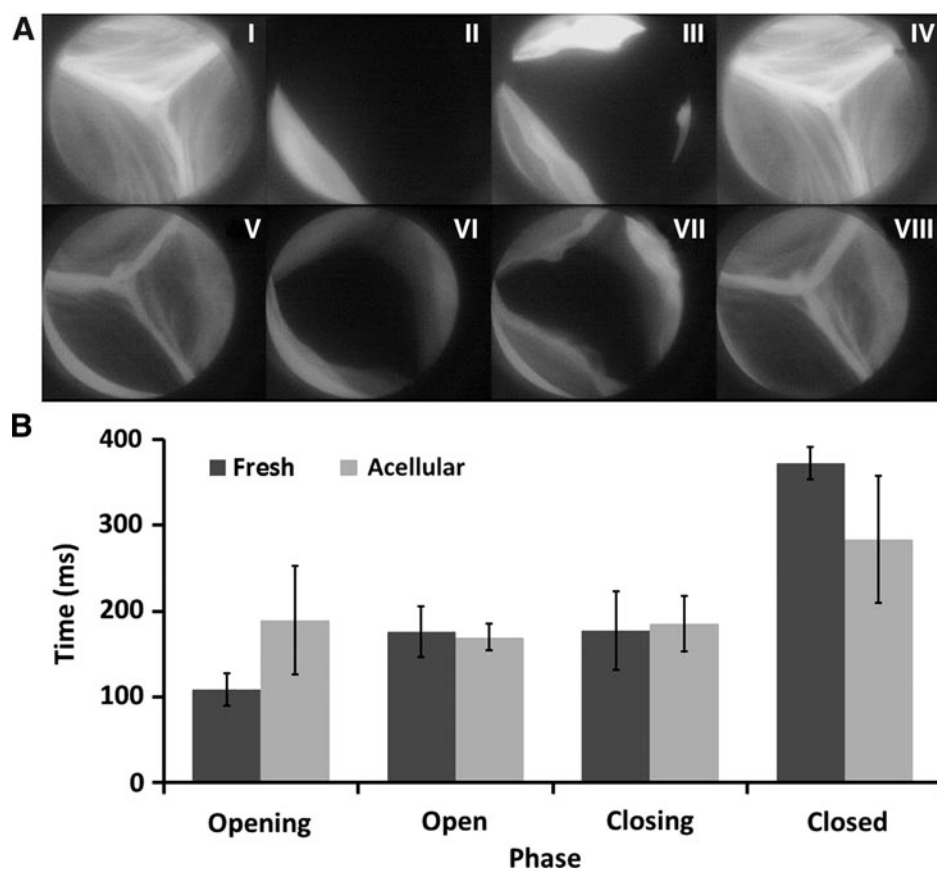 A
I II III IV
V VI VII VIII
B
400
Fresh Acellular
300
200
100
0
Time (ms)
Opening Open Closing Closed
Phase